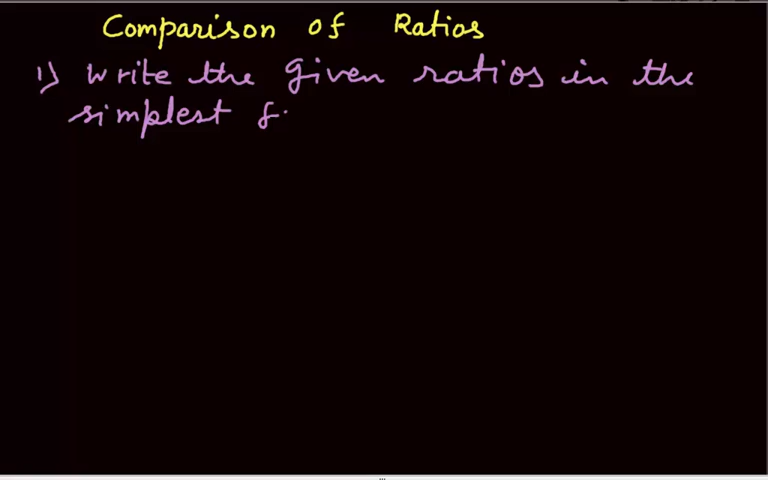 Comparison of Ratios
1) Write the given ratios in the
simplest f